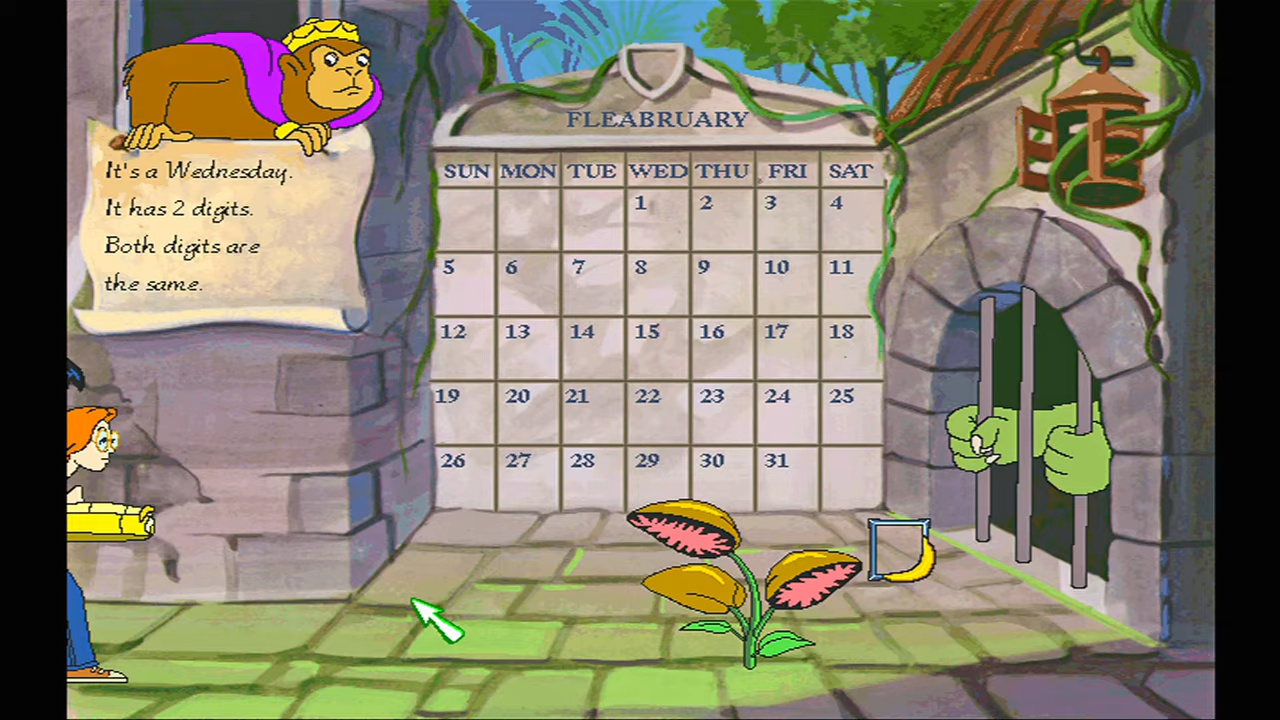 FLEABRUARY
It's a Wednesday.
It has 2 digits.
Both digits are
the same.
SUN MON TUE WED THU FRI SAT
1 2 3 4
5 6 7 8 9 10 11
12 13 14 15 16 17 18
19 20 21 22 23 24 25
26 27 28 29 30 31